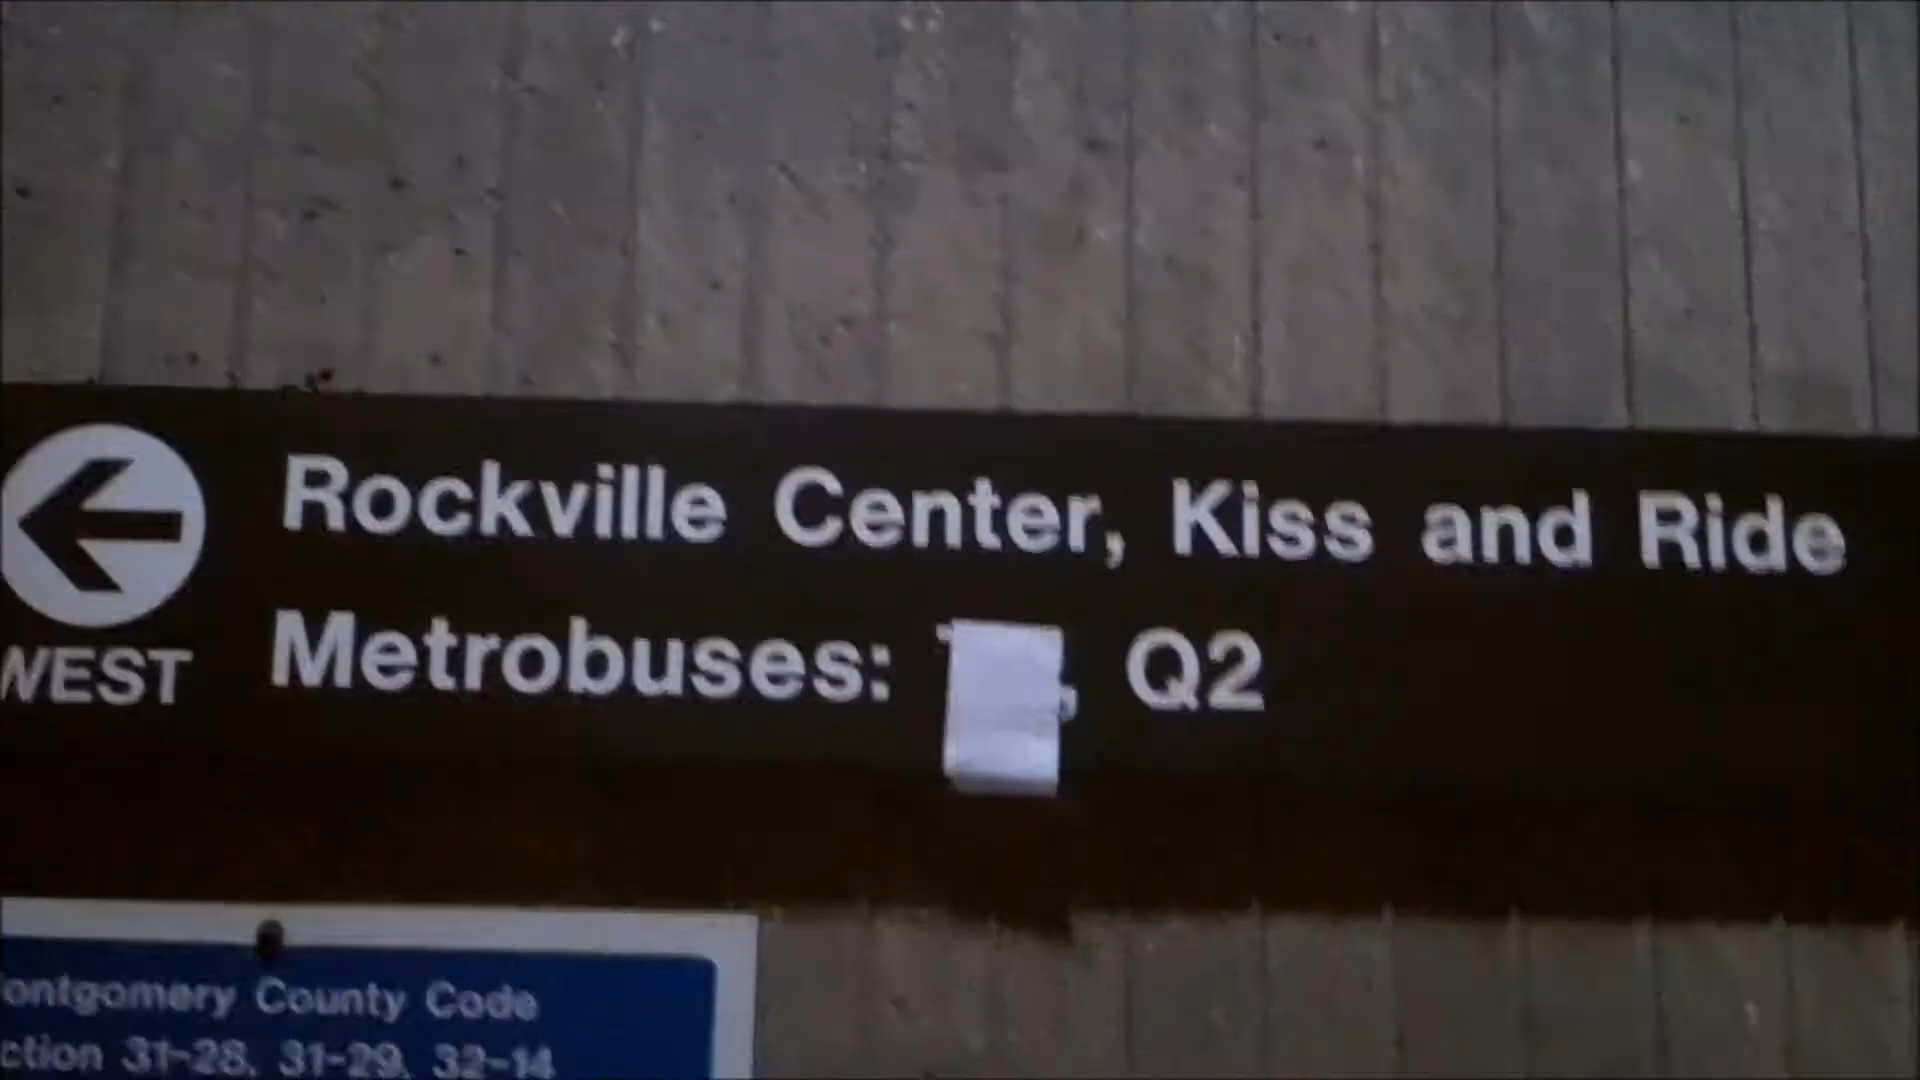 Rockville Center, Kiss and Ride
WEST Metrobuses: Q2
ontgomery County Code
ction 31-28, 31-29, 32-14